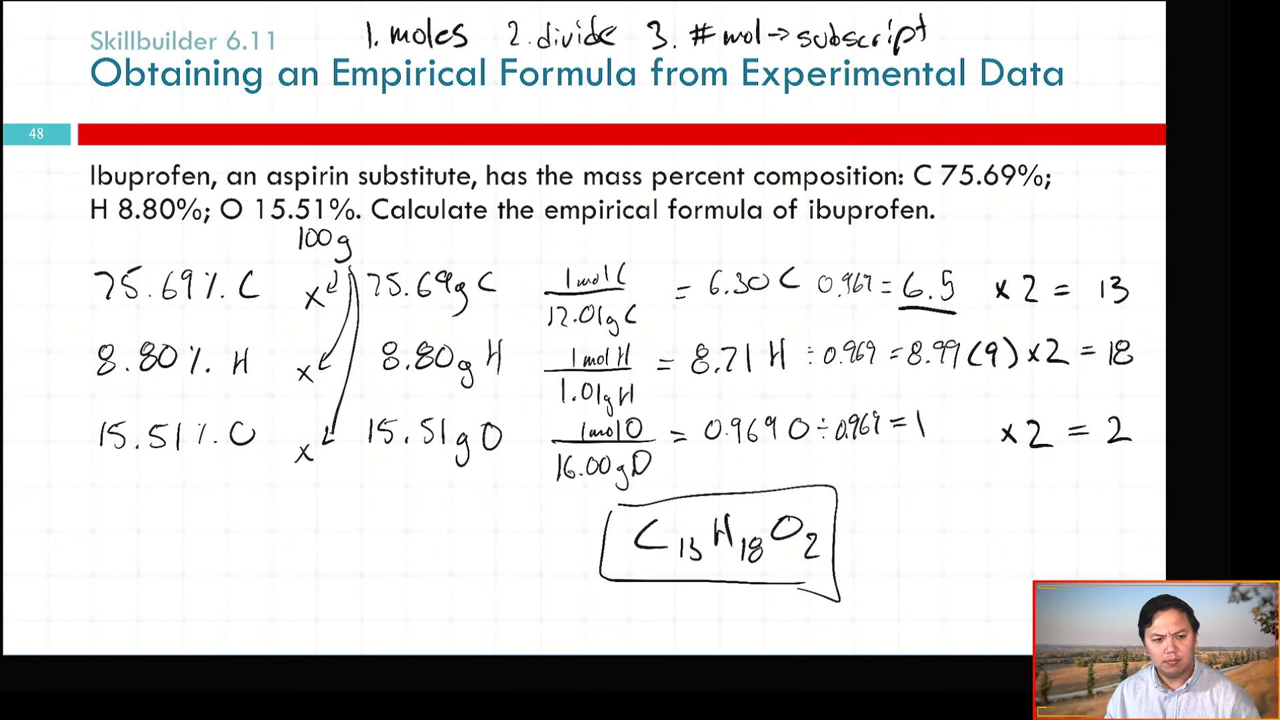 1. moles 2. divide 3. # mol → subscript
Skillbuilder 6.11
Obtaining an Empirical Formula from Experimental Data
48
Ibuprofen, an aspirin substitute, has the mass percent composition: C 75.69%;
H 8.80%; O 15.51%. Calculate the empirical formula of ibuprofen.
100g
75.69% C x 75.69g C 1 mol C / 12.01g C = 6.30 C 0.969 = 6.5 x2 = 13
8.80% H x 8.80g H 1 mol H / 1.01g H = 8.71 H ÷ 0.969 = 8.99 (9) x2 = 18
15.51% O x 15.51g O 1 mol O / 16.00g O = 0.969 O ÷ 0.969 = 1 x2 = 2
C13H18O2